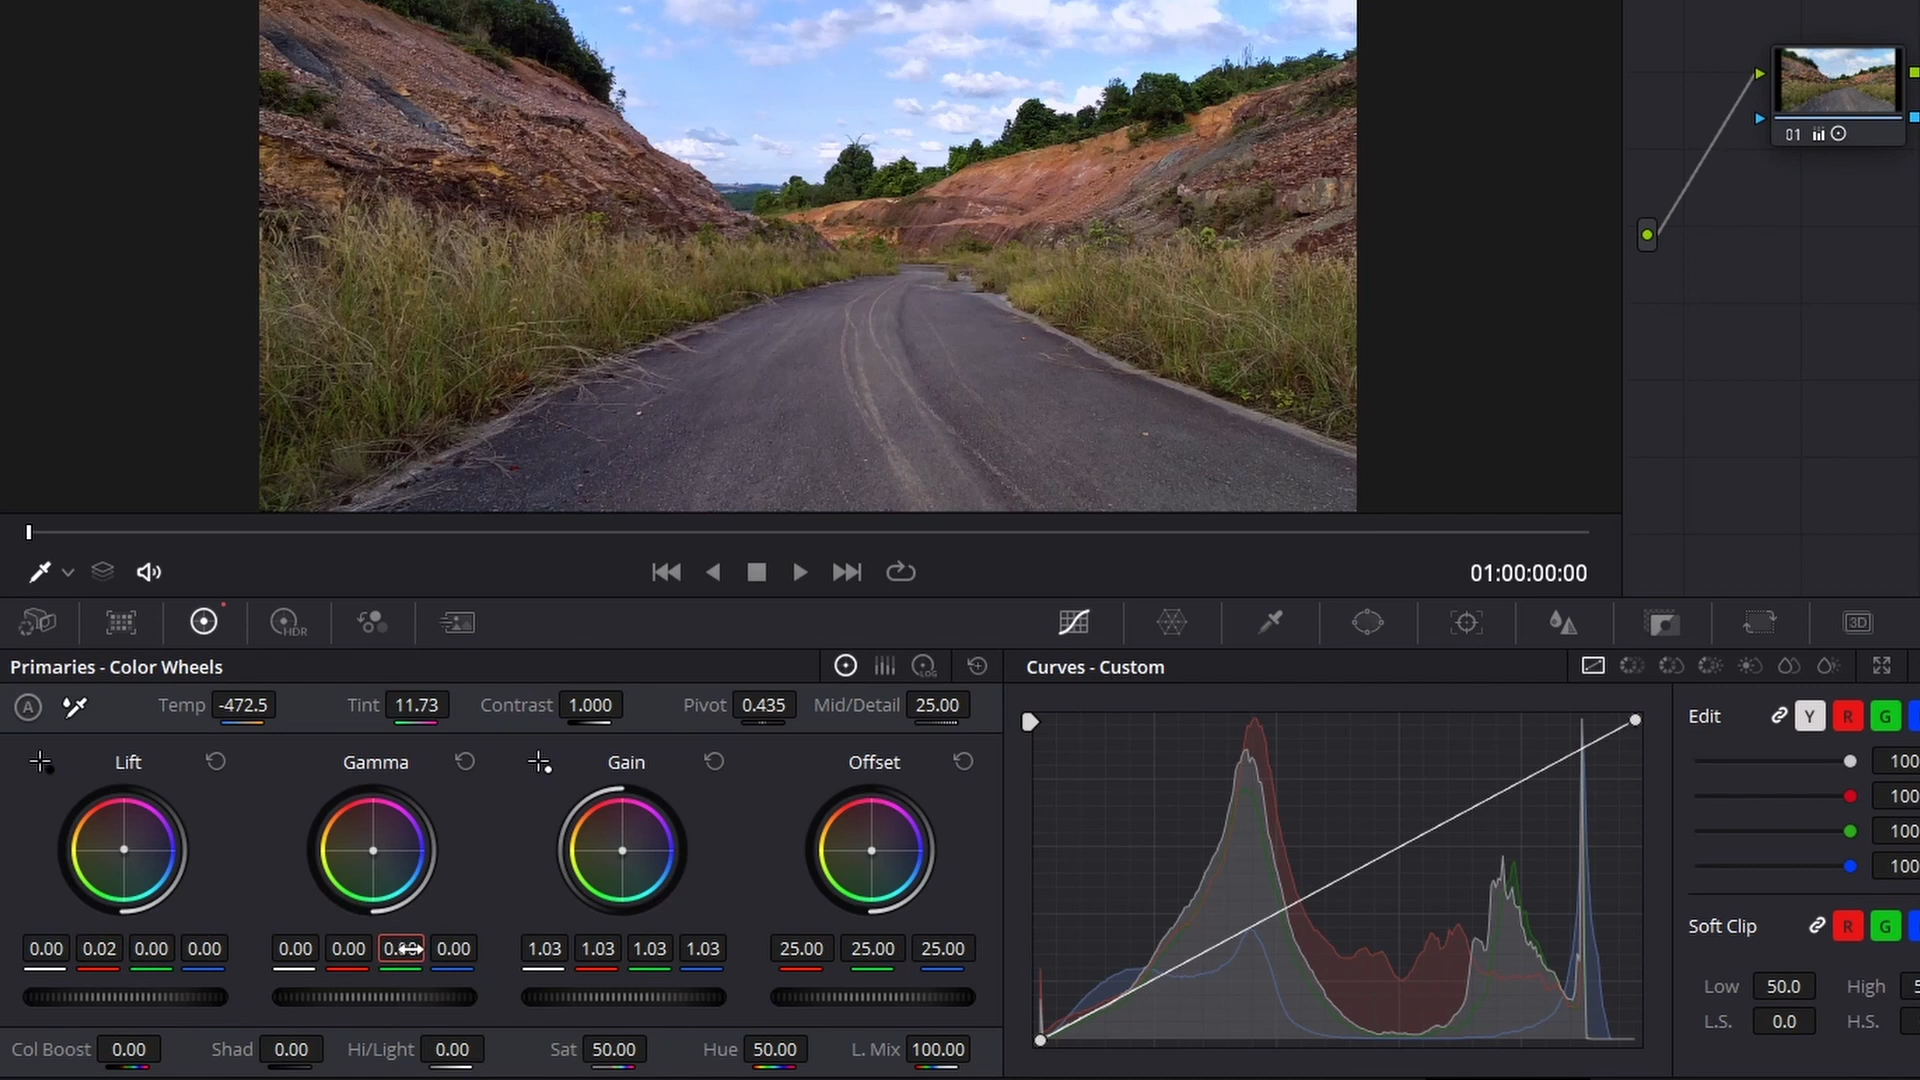 01
01:00:00:00
HDR
3D
Primaries - Color Wheels
LOG
Curves - Custom
A
Temp -472.5 Tint 11.73 Contrast 1.000 Pivot 0.435 Mid/Detail 25.00
Edit Y R G
Lift Gamma Gain Offset
100
100
100
100
Soft Clip R G
0.00 0.02 0.00 0.00 0.00 0.00 0.00 1.03 1.03 1.03 1.03 25.00 25.00 25.00
Low 50.0 High
L.S. 0.0 H.S.
Col Boost 0.00 Shad 0.00 Hi/Light 0.00 Sat 50.00 Hue 50.00 L. Mix 100.00